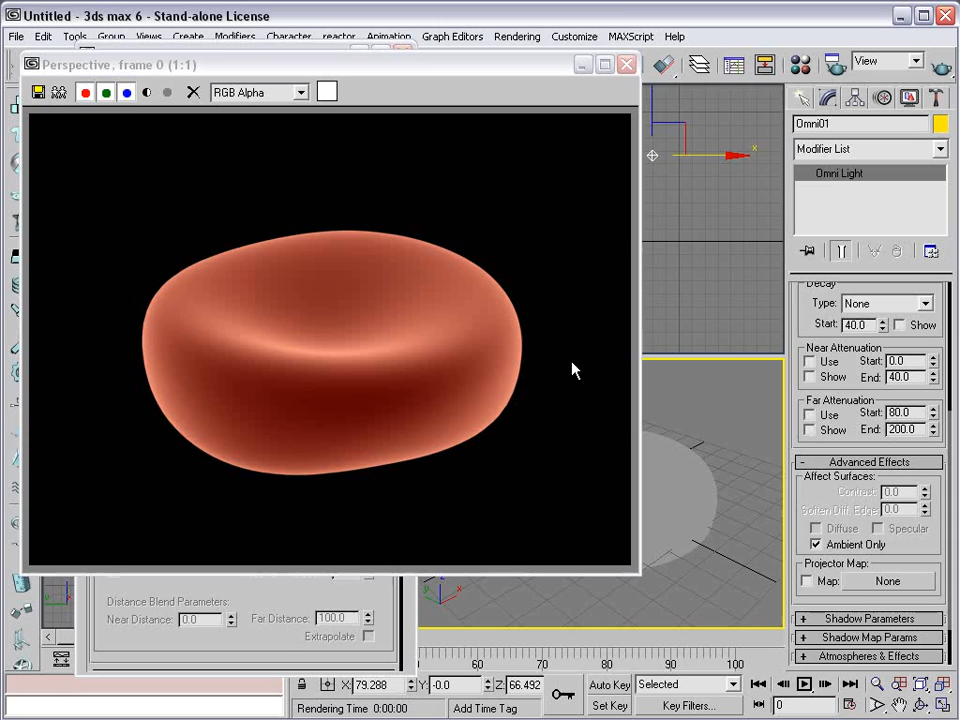 Untitled - 3ds max 6 - Stand-alone License
File Edit Tools Group Views Create Modifiers Character reactor Animation Graph Editors Rendering Customize MAXScript Help
Perspective, frame 0 (1:1)
View
RGB Alpha
Omni01
x
Modifier List
Omni Light
Decay
Type: None
Start: 40.0 Show
Near Attenuation
Use Start: 0.0
Show End: 40.0
Far Attenuation
Use Start: 80.0
Show End: 200.0
- Advanced Effects
Affect Surfaces:
Contrast: 0.0
Soften Diff. Edge: 0.0
Diffuse Specular
Ambient Only
Projector Map:
Map: None
+ Shadow Parameters
+ Shadow Map Params
+ Atmospheres & Effects
Distance Blend Parameters:
Near Distance: 0.0 Far Distance: 100.0
Extrapolate
z
x
60 70 80 90 100
X: 79.288 Y: -0.0 Z: 66.492 Auto Key Selected
Rendering Time 0:00:00 Add Time Tag Set Key Key Filters... 0